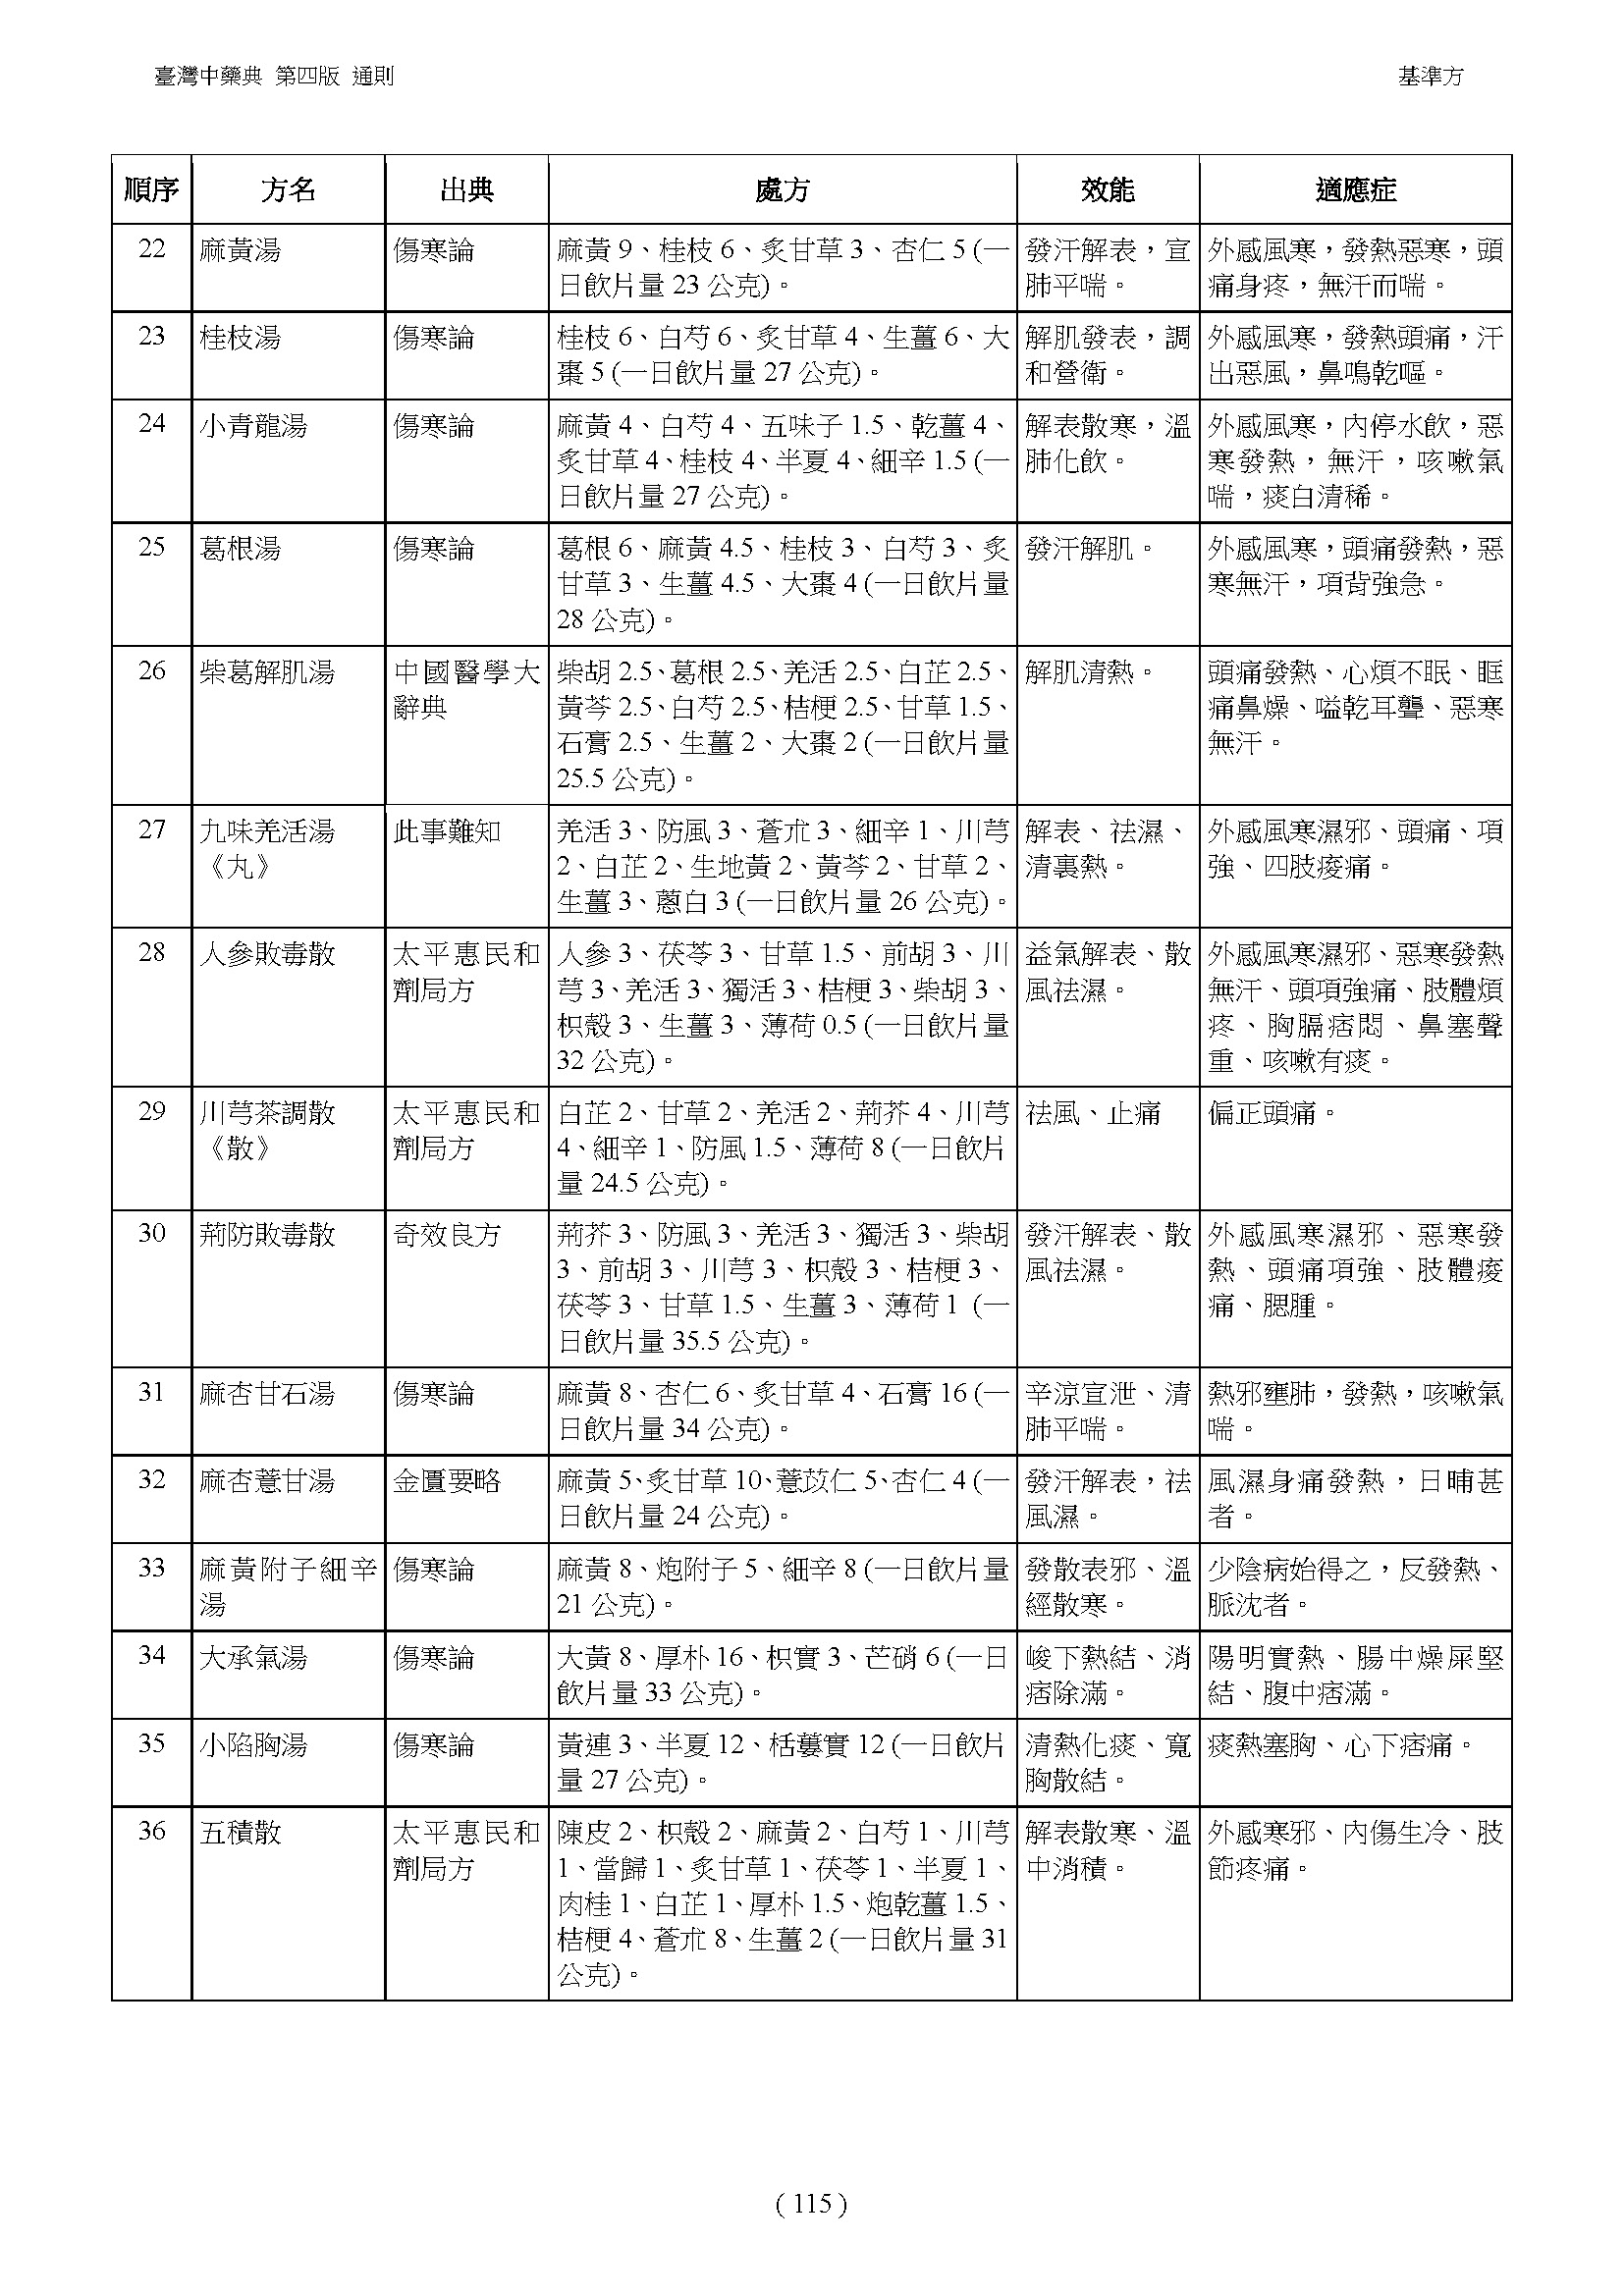 臺灣中藥典 第四版 通則 基準方
順序 方名 出典 處方 效能 適應症
22 麻黃湯 傷寒論 麻黃 9、桂枝 6、炙甘草 3、杏仁 5 (一 發汗解表，宣 外感風寒，發熱惡寒，頭
日飲片量 23 公克)。 肺平喘。 痛身疼，無汗而喘。
23 桂枝湯 傷寒論 桂枝 6、白芍 6、炙甘草 4、生薑 6、大 解肌發表，調 外感風寒，發熱頭痛，汗
棗 5 (一日飲片量 27 公克)。 和營衛。 出惡風，鼻鳴乾嘔。
24 小青龍湯 傷寒論 麻黃 4、白芍 4、五味子 1.5、乾薑 4、 解表散寒，溫 外感風寒，內停水飲，惡
炙甘草 4、桂枝 4、半夏 4、細辛 1.5 (一 肺化飲。 寒發熱，無汗，咳嗽氣
日飲片量 27 公克)。 喘，痰白清稀。
25 葛根湯 傷寒論 葛根 6、麻黃 4.5、桂枝 3、白芍 3、炙 發汗解肌。 外感風寒，頭痛發熱，惡
甘草 3、生薑 4.5、大棗 4 (一日飲片量 寒無汗，項背強急。
28 公克)。
26 柴葛解肌湯 中國醫學大 柴胡 2.5、葛根 2.5、羌活 2.5、白芷 2.5、 解肌清熱。 頭痛發熱、心煩不眠、眶
辭典 黃芩 2.5、白芍 2.5、桔梗 2.5、甘草 1.5、 痛鼻燥、嗌乾耳聾、惡寒
石膏 2.5、生薑 2、大棗 2 (一日飲片量 無汗。
25.5 公克)。
27 九味羌活湯 此事難知 羌活 3、防風 3、蒼朮 3、細辛 1、川芎 解表、祛濕、 外感風寒濕邪、頭痛、項
《丸》 2、白芷 2、生地黃 2、黃芩 2、甘草 2、 清裏熱。 強、四肢痠痛。
生薑 3、蔥白 3 (一日飲片量 26 公克)。
28 人參敗毒散 太平惠民和 人參 3、茯苓 3、甘草 1.5、前胡 3、川 益氣解表、散 外感風寒濕邪、惡寒發熱
劑局方 芎 3、羌活 3、獨活 3、桔梗 3、柴胡 3、 風祛濕。 無汗、頭項強痛、肢體煩
枳殼 3、生薑 3、薄荷 0.5 (一日飲片量 疼、胸膈痞悶、鼻塞聲
32 公克)。 重、咳嗽有痰。
29 川芎茶調散 太平惠民和 白芷 2、甘草 2、羌活 2、荊芥 4、川芎 祛風、止痛 偏正頭痛。
《散》 劑局方 4、細辛 1、防風 1.5、薄荷 8 (一日飲片
量 24.5 公克)。
30 荊防敗毒散 奇效良方 荊芥 3、防風 3、羌活 3、獨活 3、柴胡 發汗解表、散 外感風寒濕邪、惡寒發
3、前胡 3、川芎 3、枳殼 3、桔梗 3、 風祛濕。 熱、頭痛項強、肢體痠
茯苓 3、甘草 1.5、生薑 3、薄荷 1 (一 痛、腮腫。
日飲片量 35.5 公克)。
31 麻杏甘石湯 傷寒論 麻黃 8、杏仁 6、炙甘草 4、石膏 16 (一 辛涼宣泄、清 熱邪壅肺，發熱，咳嗽氣
日飲片量 34 公克)。 肺平喘。 喘。
32 麻杏薏甘湯 金匱要略 麻黃 5、炙甘草 10、薏苡仁 5、杏仁 4 (一 發汗解表，祛 風濕身痛發熱，日晡甚
日飲片量 24 公克)。 風濕。 者。
33 麻黃附子細辛 傷寒論 麻黃 8、炮附子 5、細辛 8 (一日飲片量 發散表邪、溫 少陰病始得之，反發熱、
湯 21 公克)。 經散寒。 脈沈者。
34 大承氣湯 傷寒論 大黃 8、厚朴 16、枳實 3、芒硝 6 (一日 峻下熱結、消 陽明實熱、腸中燥屎堅
飲片量 33 公克)。 痞除滿。 結、腹中痞滿。
35 小陷胸湯 傷寒論 黃連 3、半夏 12、栝蔞實 12 (一日飲片 清熱化痰、寬 痰熱塞胸、心下痞痛。
量 27 公克)。 胸散結。
36 五積散 太平惠民和 陳皮 2、枳殼 2、麻黃 2、白芍 1、川芎 解表散寒、溫 外感寒邪、內傷生冷、肢
劑局方 1、當歸 1、炙甘草 1、茯苓 1、半夏 1、 中消積。 節疼痛。
肉桂 1、白芷 1、厚朴 1.5、炮乾薑 1.5、
桔梗 4、蒼朮 8、生薑 2 (一日飲片量 31
公克)。
( 115 )